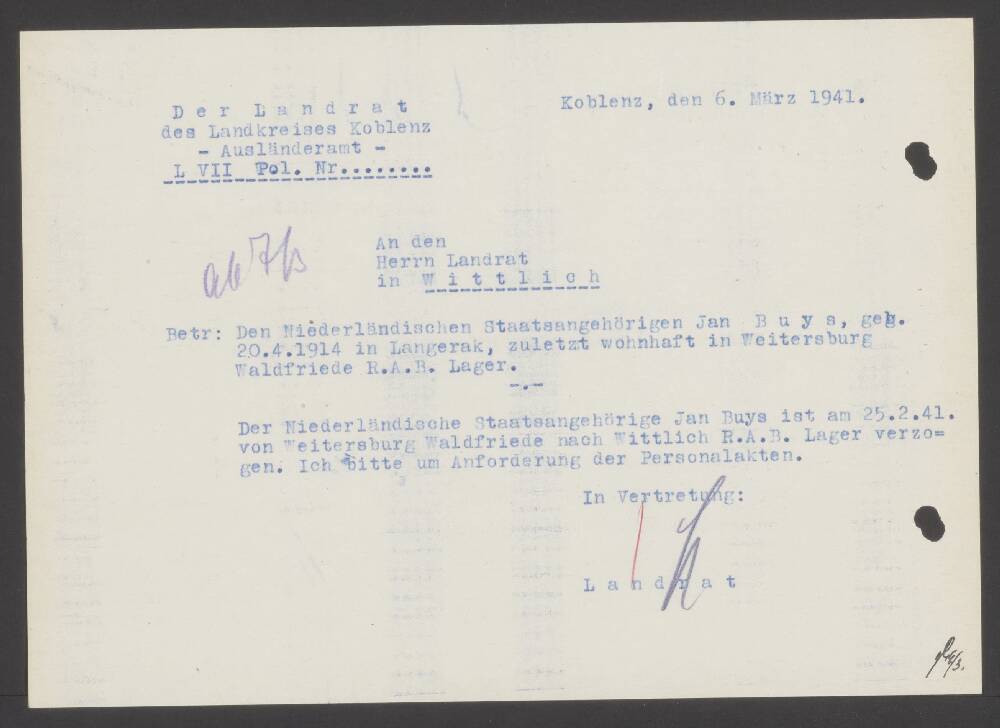 Der Landrat
des Landkreises Koblenz
- Ausländeramt -
L VII Pol. Nr........
Koblenz, den 6. März 1941.
ab 7/3
An den
Herrn Landrat
in Wittlich
Betr: Den Niederländischen Staatsangehörigen Jan Buys, geb.
20.4.1914 in Langerak, zuletzt wohnhaft in Weitersburg
Waldfriede R.A.B. Lager.
-.-
Der Niederländische Staatsangehörige Jan Buys ist am 25.2.41.
von Weitersburg Waldfriede nach Wittlich R.A.B. Lager verzo=
gen. Ich bitte um Anforderung der Personalakten.
In Vertretung:
Landrat